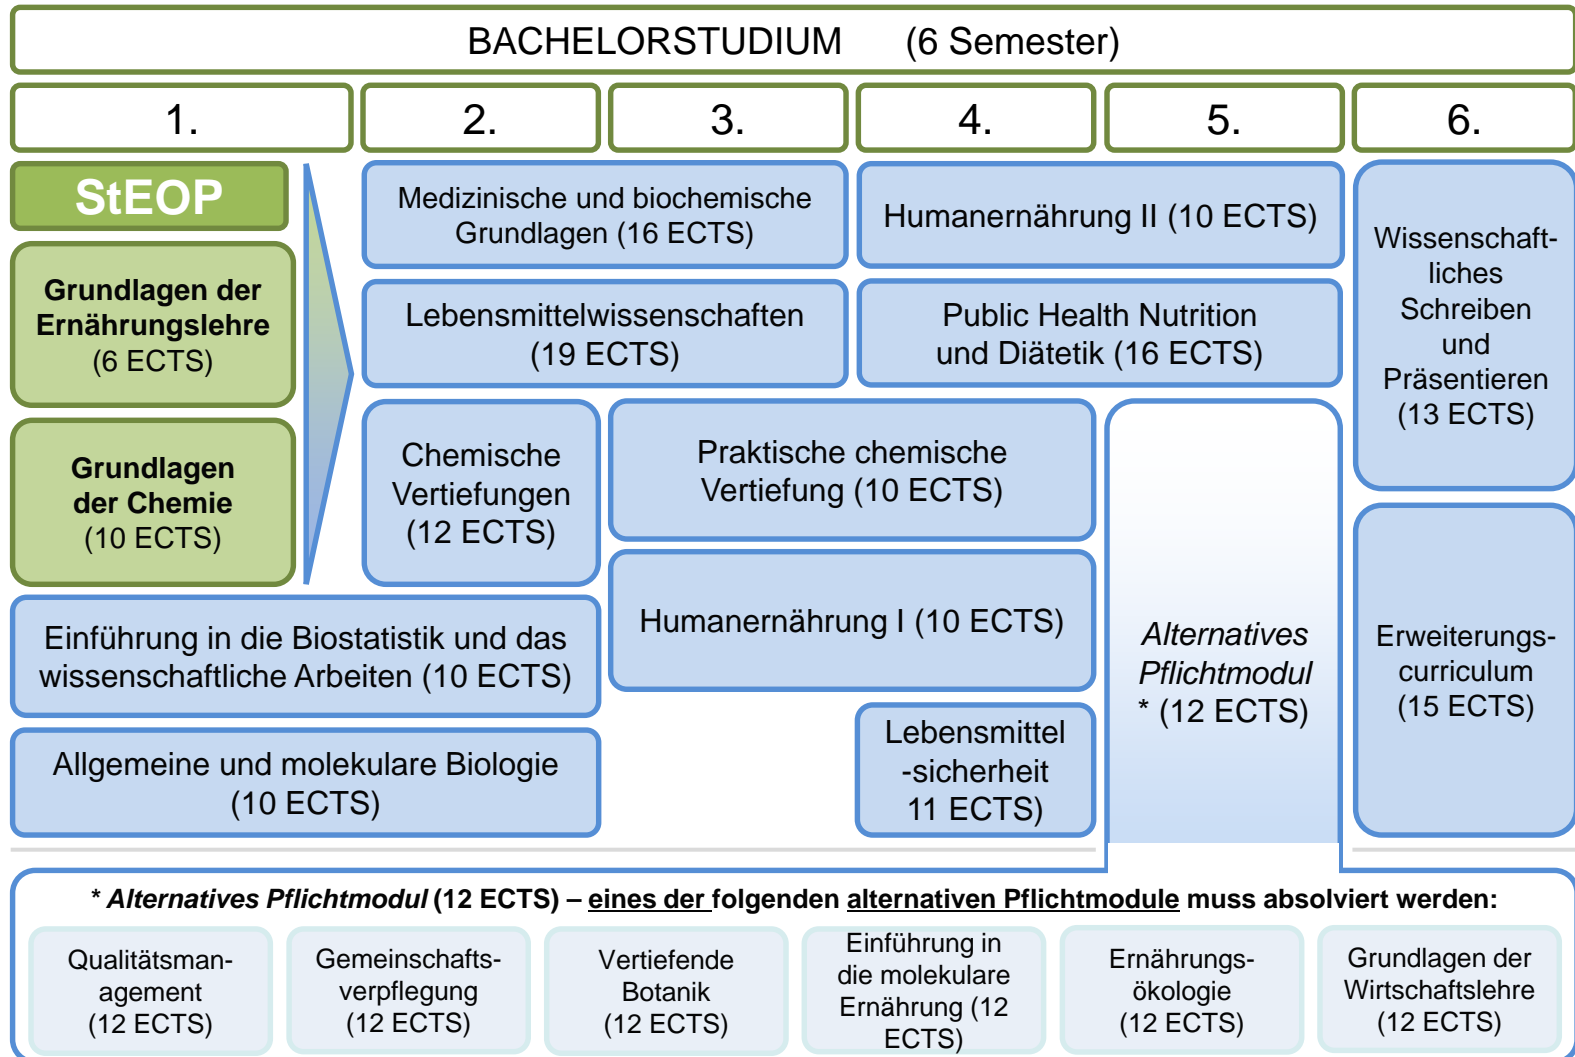 BACHELORSTUDIUM (6 Semester)
1.
2.
3.
4.
5.
6.
StEOP
Grundlagen der
Ernährungslehre
(6 ECTS)
Grundlagen
der Chemie
(10 ECTS)
Einführung in die Biostatistik und das
wissenschaftliche Arbeiten (10 ECTS)
Allgemeine und molekulare Biologie
(10 ECTS)
Medizinische und biochemische
Grundlagen (16 ECTS)
Lebensmittelwissenschaften
(19 ECTS)
Chemische
Vertiefungen
(12 ECTS)
Praktische chemische
Vertiefung (10 ECTS)
Humanernährung I (10 ECTS)
Humanernährung II (10 ECTS)
Public Health Nutrition
und Diätetik (16 ECTS)
Lebensmittel
-sicherheit
11 ECTS)
Alternatives
Pflichtmodul
* (12 ECTS)
Wissenschaft-
liches
Schreiben
und
Präsentieren
(13 ECTS)
Erweiterungs-
curriculum
(15 ECTS)
* Alternatives Pflichtmodul (12 ECTS) – eines der folgenden alternativen Pflichtmodule muss absolviert werden:
Qualitätsman-
agement
(12 ECTS)
Gemeinschafts-
verpflegung
(12 ECTS)
Vertiefende
Botanik
(12 ECTS)
Einführung in
die molekulare
Ernährung (12
ECTS)
Ernährungs-
ökologie
(12 ECTS)
Grundlagen der
Wirtschaftslehre
(12 ECTS)